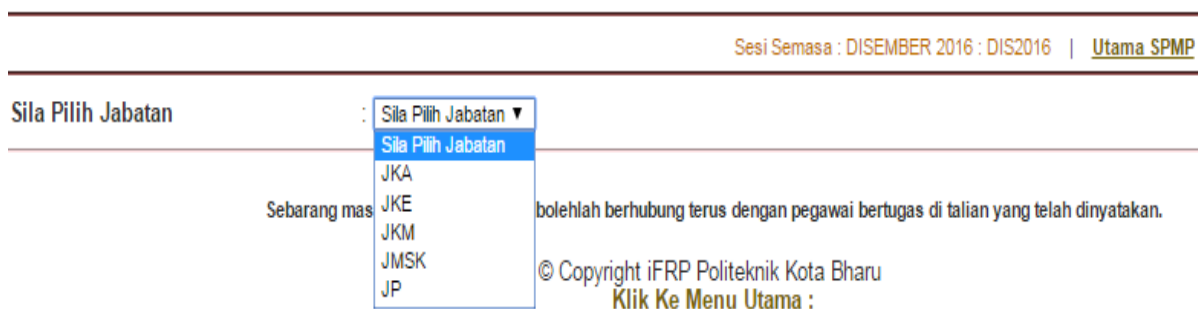 Sesi Semasa : DISEMBER 2016 : DIS2016 | Utama SPMP
Sila Pilih Jabatan : Sila Pilih Jabatan ▼
Sila Pilih Jabatan
JKA
JKE
JKM
JMSK
JP
Sebarang mas bolehlah berhubung terus dengan pegawai bertugas di talian yang telah dinyatakan.
© Copyright iFRP Politeknik Kota Bharu
Klik Ke Menu Utama :